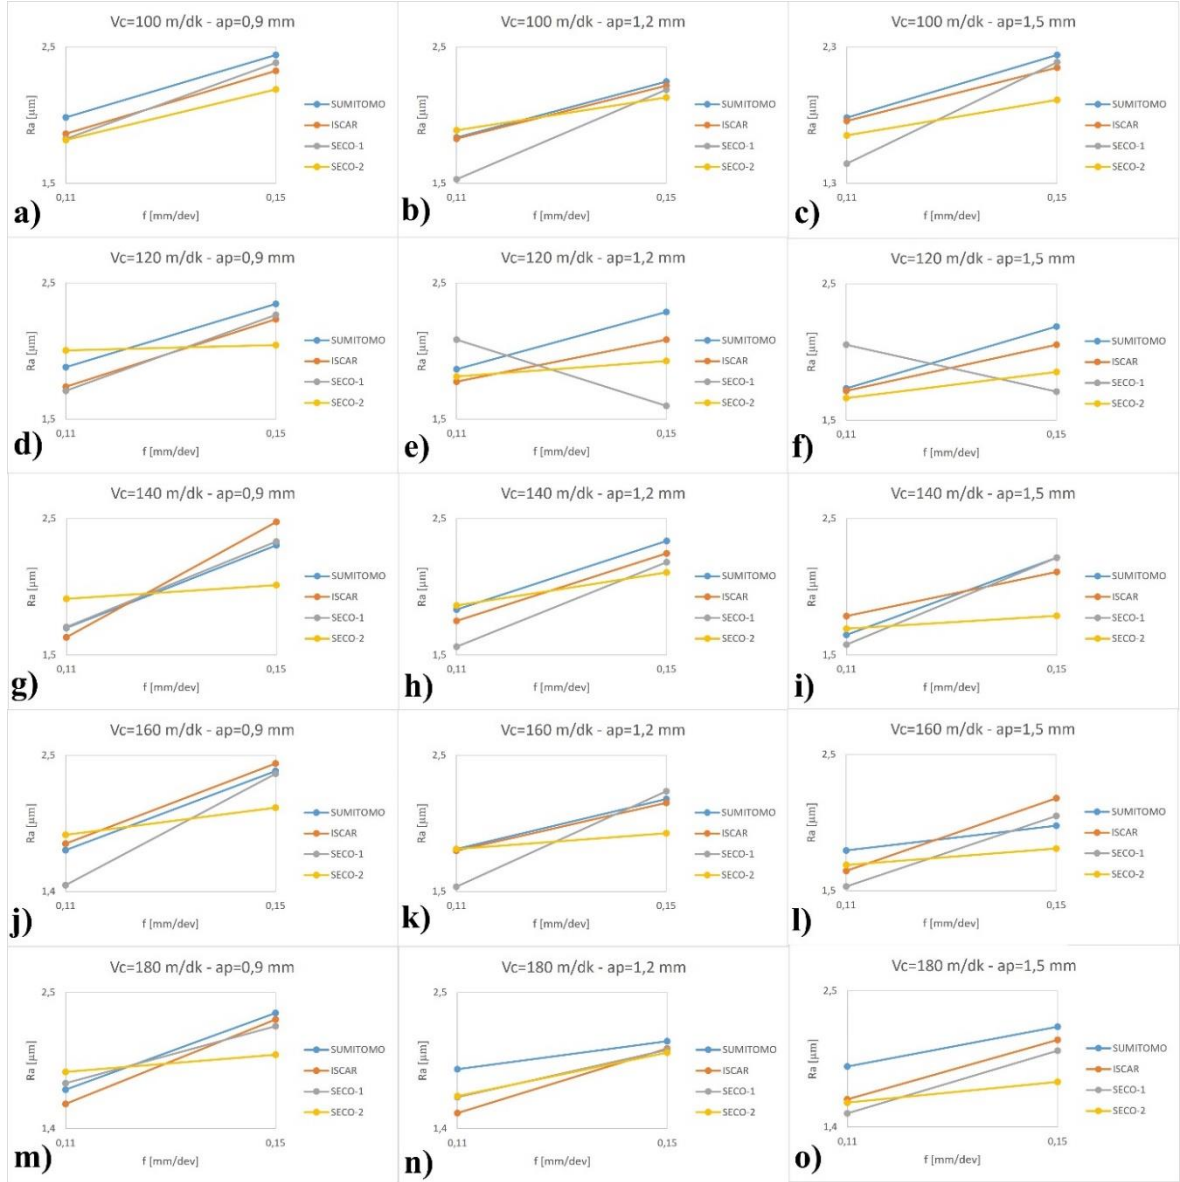 Vc=100 m/dk - ap=0,9 mm
2,5
Ra [µm]
1,5
0,11
0,15
f [mm/dev]
SUMITOMO
ISCAR
SECO-1
SECO-2
a)
Vc=100 m/dk - ap=1,2 mm
2,5
Ra [µm]
1,5
0,11
0,15
f [mm/dev]
SUMITOMO
ISCAR
SECO-1
SECO-2
b)
Vc=100 m/dk - ap=1,5 mm
2,3
Ra [µm]
1,3
0,11
0,15
f [mm/dev]
SUMITOMO
ISCAR
SECO-1
SECO-2
c)
Vc=120 m/dk - ap=0,9 mm
2,5
Ra [µm]
1,5
0,11
0,15
f [mm/dev]
SUMITOMO
ISCAR
SECO-1
SECO-2
d)
Vc=120 m/dk - ap=1,2 mm
2,5
Ra [µm]
1,5
0,11
0,15
f [mm/dev]
SUMITOMO
ISCAR
SECO-1
SECO-2
e)
Vc=120 m/dk - ap=1,5 mm
2,5
Ra [µm]
1,5
0,11
0,15
f [mm/dev]
SUMITOMO
ISCAR
SECO-1
SECO-2
f)
Vc=140 m/dk - ap=0,9 mm
2,5
Ra [µm]
1,5
0,11
0,15
f [mm/dev]
SUMITOMO
ISCAR
SECO-1
SECO-2
g)
Vc=140 m/dk - ap=1,2 mm
2,5
Ra [µm]
1,5
0,11
0,15
f [mm/dev]
SUMITOMO
ISCAR
SECO-1
SECO-2
h)
Vc=140 m/dk - ap=1,5 mm
2,5
Ra [µm]
1,5
0,11
0,15
f [mm/dev]
SUMITOMO
ISCAR
SECO-1
SECO-2
i)
Vc=160 m/dk - ap=0,9 mm
2,5
Ra [µm]
1,4
0,11
0,15
f [mm/dev]
SUMITOMO
ISCAR
SECO-1
SECO-2
j)
Vc=160 m/dk - ap=1,2 mm
2,5
Ra [µm]
1,5
0,11
0,15
f [mm/dev]
SUMITOMO
ISCAR
SECO-1
SECO-2
k)
Vc=160 m/dk - ap=1,5 mm
2,5
Ra [µm]
1,5
0,11
0,15
f [mm/dev]
SUMITOMO
ISCAR
SECO-1
SECO-2
l)
Vc=180 m/dk - ap=0,9 mm
2,5
Ra [µm]
1,4
0,11
0,15
f [mm/dev]
SUMITOMO
ISCAR
SECO-1
SECO-2
m)
Vc=180 m/dk - ap=1,2 mm
2,5
Ra [µm]
1,4
0,11
0,15
f [mm/dev]
SUMITOMO
ISCAR
SECO-1
SECO-2
n)
Vc=180 m/dk - ap=1,5 mm
2,5
Ra [µm]
1,4
0,11
0,15
f [mm/dev]
SUMITOMO
ISCAR
SECO-1
SECO-2
o)